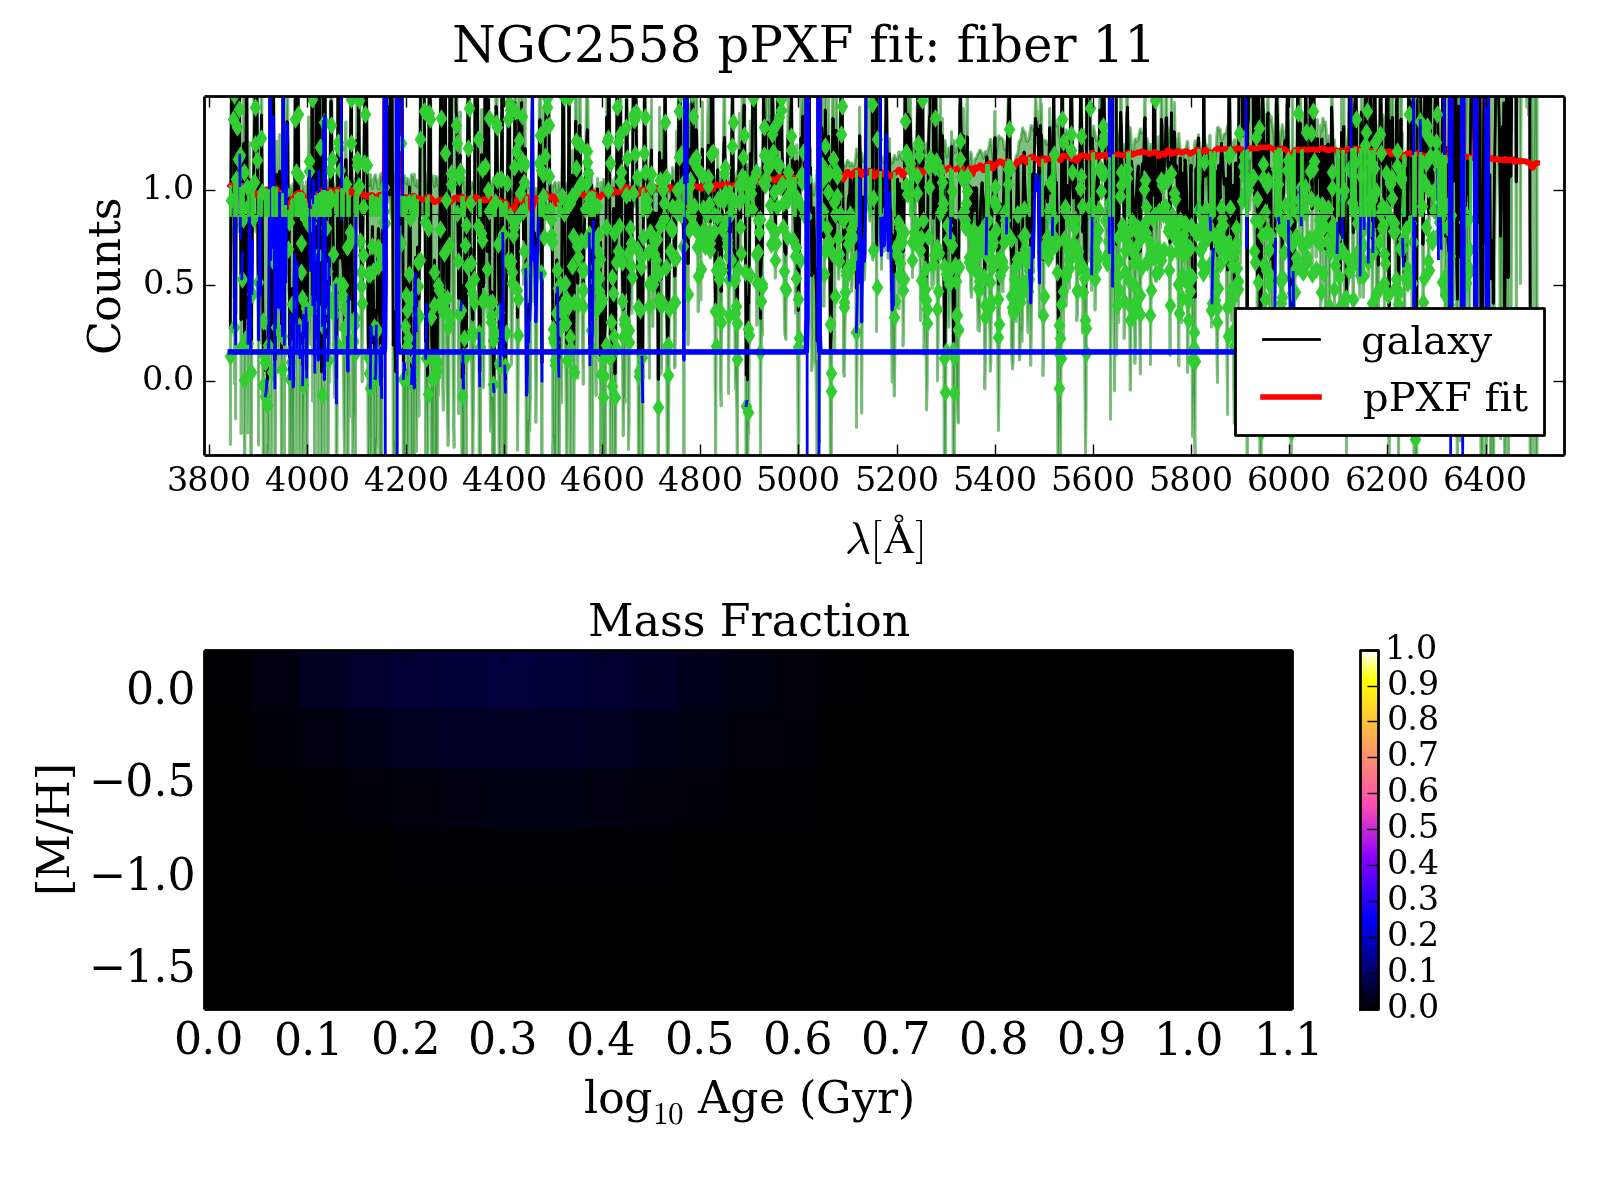 NGC2558 pPXF fit: fiber 11
Counts
1.0
0.5
0.0
galaxy
pPXF fit
3800 4000 4200 4400 4600 4800 5000 5200 5400 5600 5800 6000 6200 6400
λ[Å]
Mass Fraction
[M/H]
0.0
−0.5
−1.0
−1.5
0.0 0.1 0.2 0.3 0.4 0.5 0.6 0.7 0.8 0.9 1.0 1.1
log₁₀ Age (Gyr)
1.0
0.9
0.8
0.7
0.6
0.5
0.4
0.3
0.2
0.1
0.0